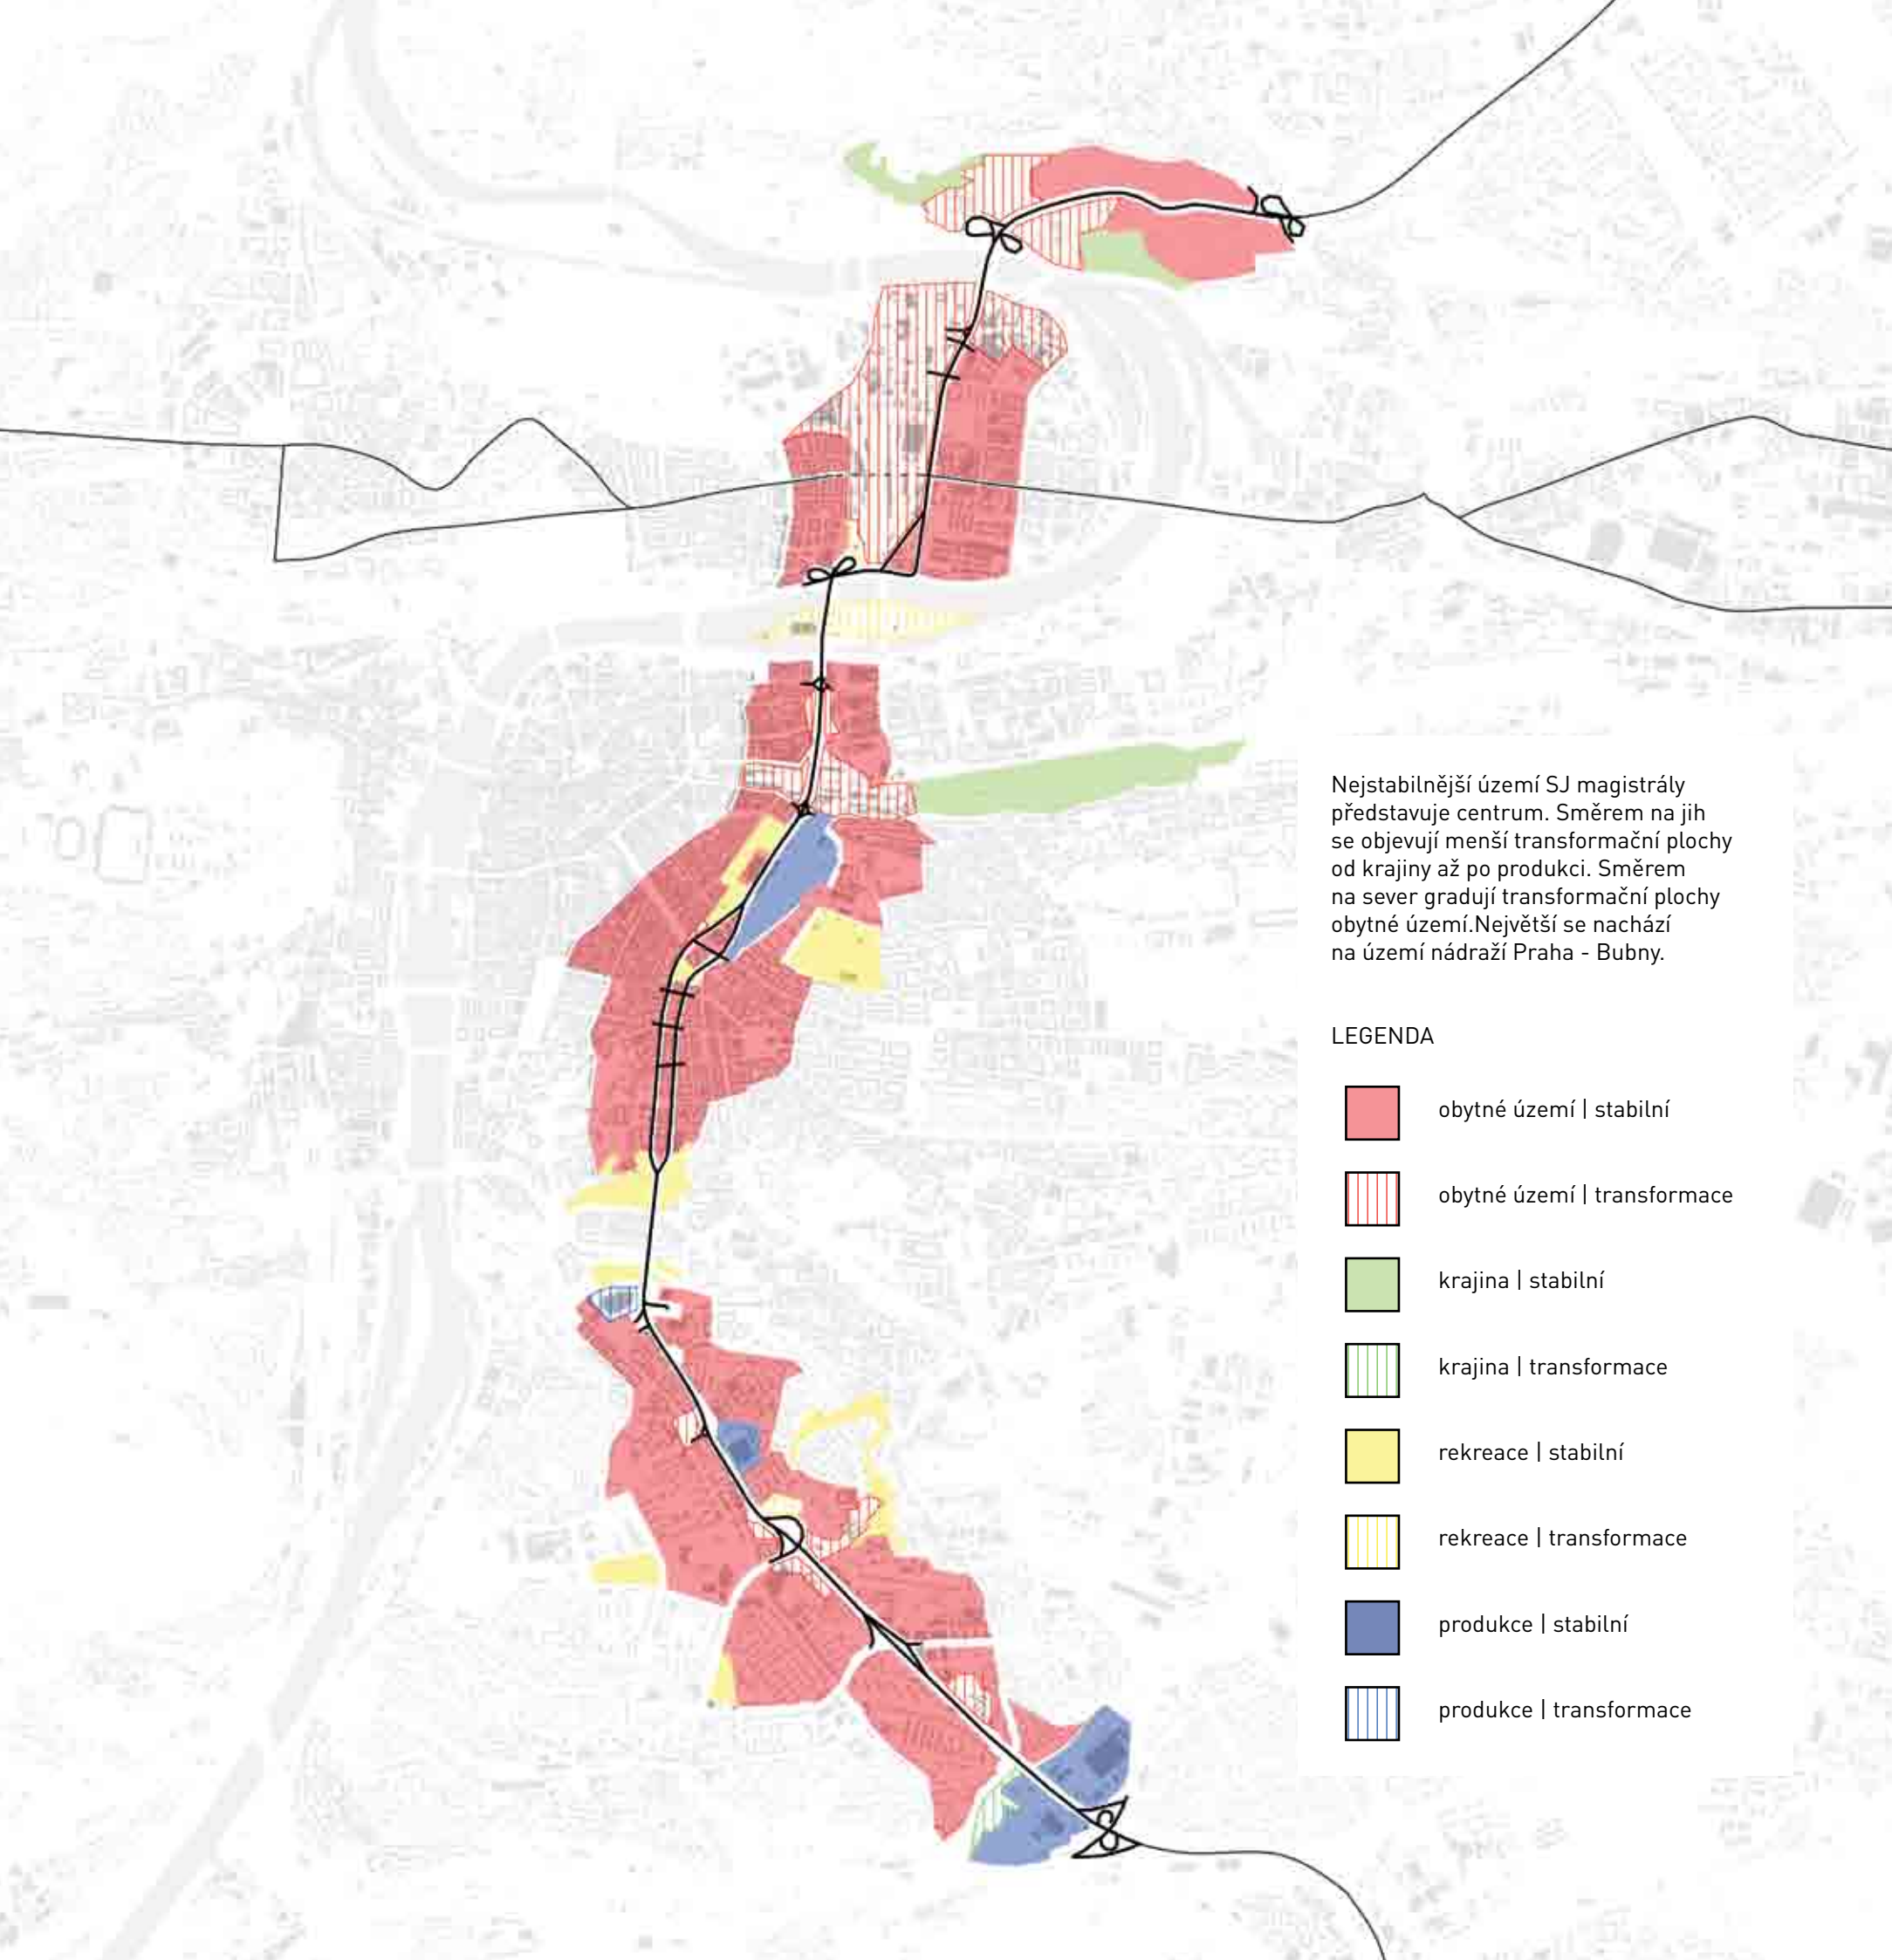 Nejstabilnější území SJ magistrály
představuje centrum. Směrem na jih
se objevují menší transformační plochy
od krajiny až po produkci. Směrem
na sever gradují transformační plochy
obytné území.Největší se nachází
na území nádraží Praha - Bubny.
LEGENDA
obytné území | stabilní
obytné území | transformace
krajina | stabilní
krajina | transformace
rekreace | stabilní
rekreace | transformace
produkce | stabilní
produkce | transformace